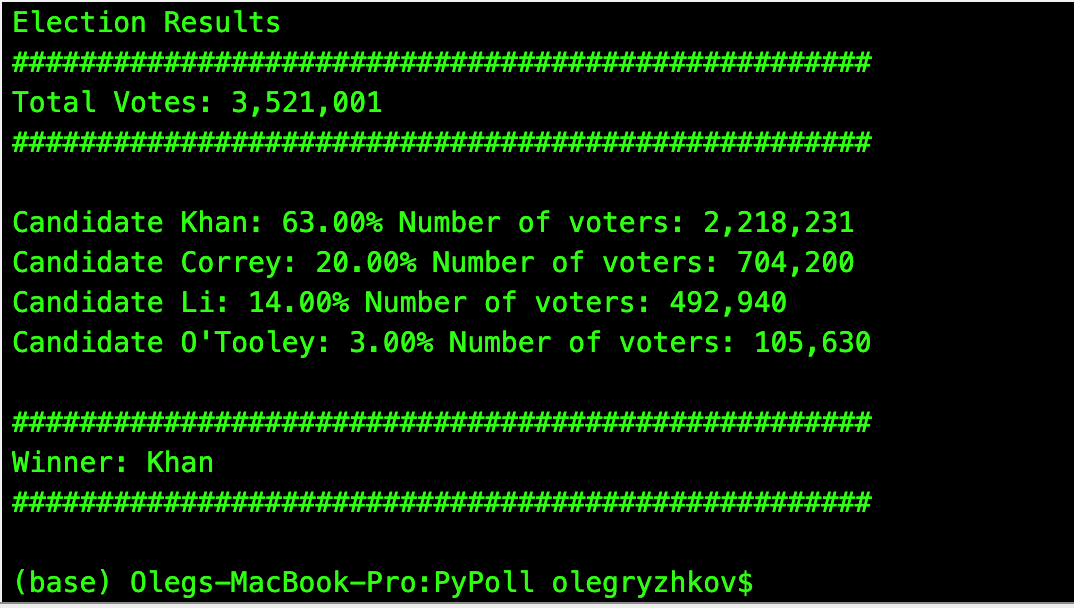 Election Results
###################################################
Total Votes: 3,521,001
###################################################
Candidate Khan: 63.00% Number of voters: 2,218,231
Candidate Correy: 20.00% Number of voters: 704,200
Candidate Li: 14.00% Number of voters: 492,940
Candidate O'Tooley: 3.00% Number of voters: 105,630
###################################################
Winner: Khan
###################################################
(base) Olegs-MacBook-Pro:PyPoll olegryzhkov$